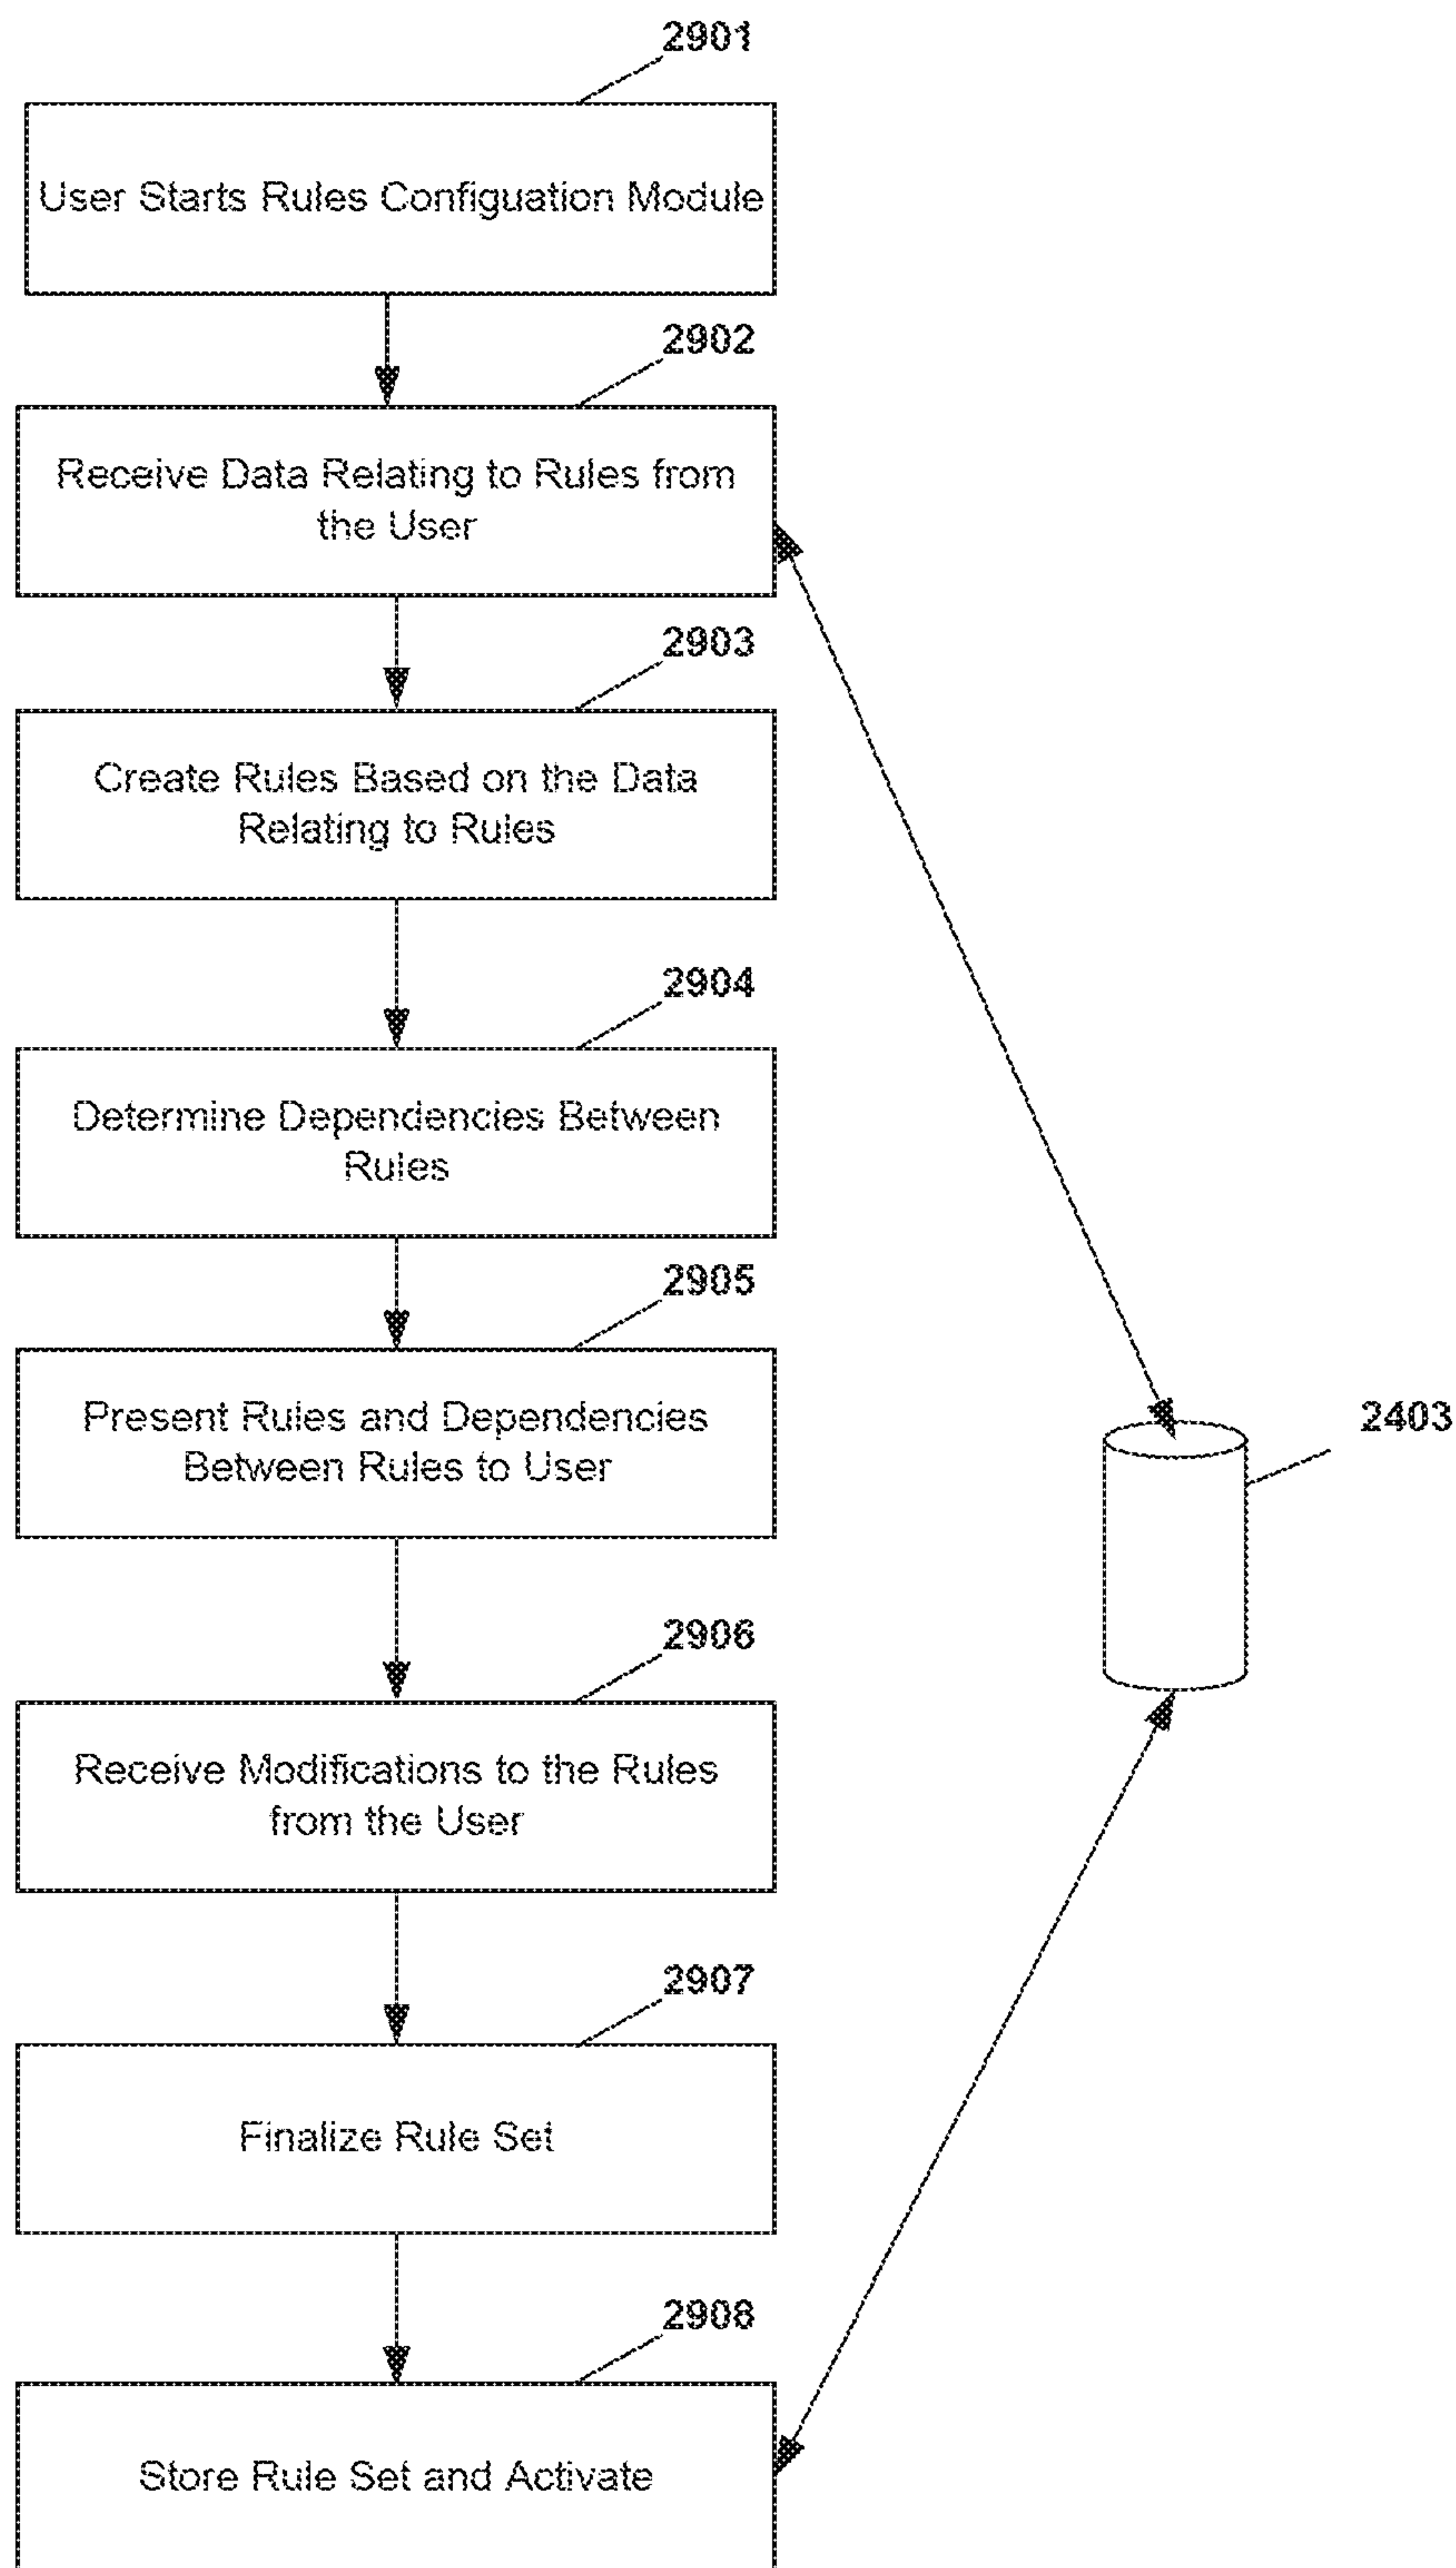 2901
User Starts Rules Configuation Module
2902
Receive Data Relating to Rules from
the User
2903
Create Rules Based on the Data
Relating to Rules
2904
Determine Dependencies Between
Rules
2905
Present Rules and Dependencies
Between Rules to User
2403
2906
Receive Modifications to the Rules
from the User
2907
Finalize Rule Set
2908
Store Rule Set and Activate